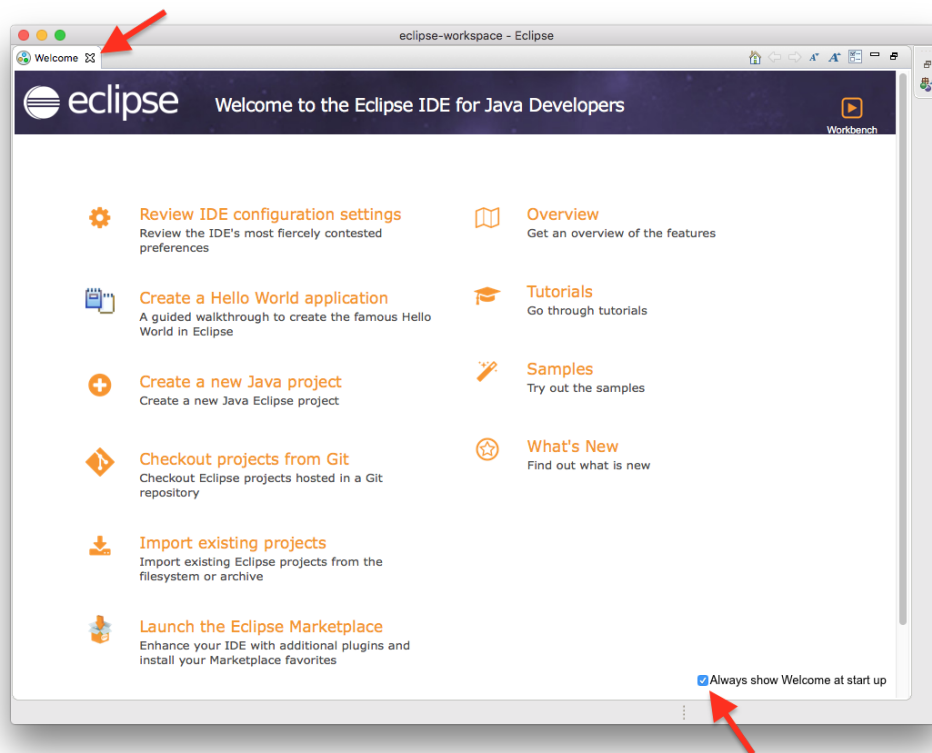 eclipse-workspace - Eclipse
Welcome
eclipse
Welcome to the Eclipse IDE for Java Developers
Workbench
Review IDE configuration settings
Review the IDE's most fiercely contested
preferences
Create a Hello World application
A guided walkthrough to create the famous Hello
World in Eclipse
Create a new Java project
Create a new Java Eclipse project
Checkout projects from Git
Checkout Eclipse projects hosted in a Git
repository
Import existing projects
Import existing Eclipse projects from the
filesystem or archive
Launch the Eclipse Marketplace
Enhance your IDE with additional plugins and
install your Marketplace favorites
Overview
Get an overview of the features
Tutorials
Go through tutorials
Samples
Try out the samples
What's New
Find out what is new
Always show Welcome at start up